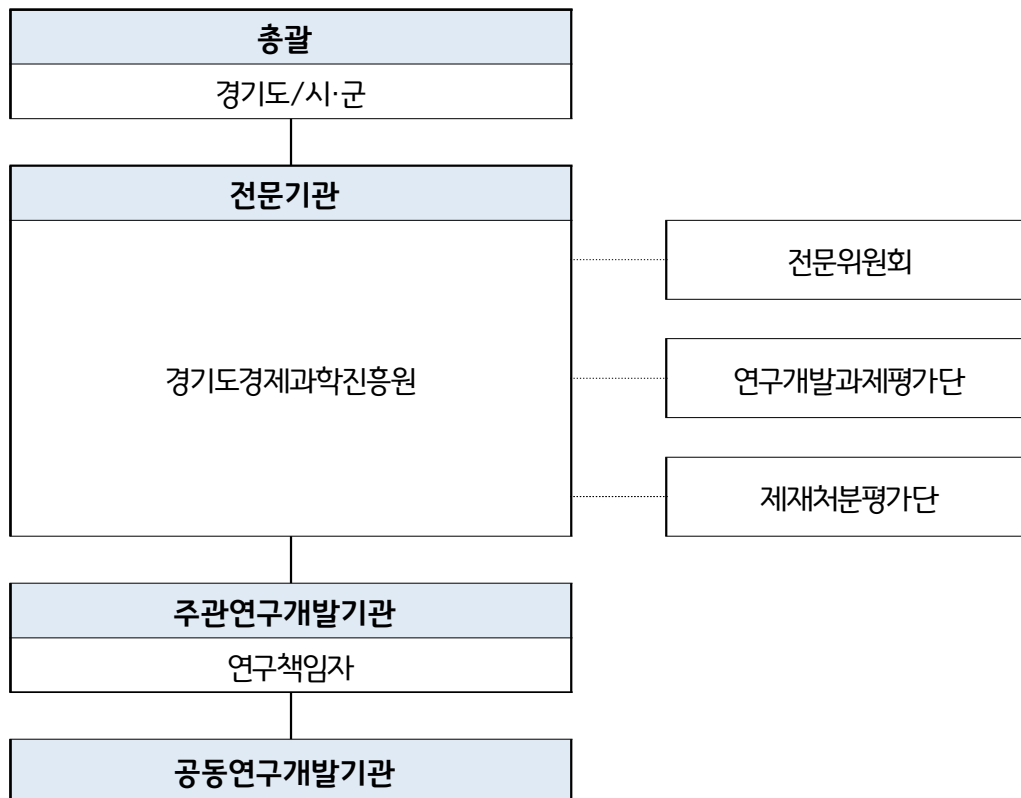 총괄
경기도/시·군
전문기관
경기도경제과학진흥원
전문위원회
연구개발과제평가단
제재처분평가단
주관연구개발기관
연구책임자
공동연구개발기관